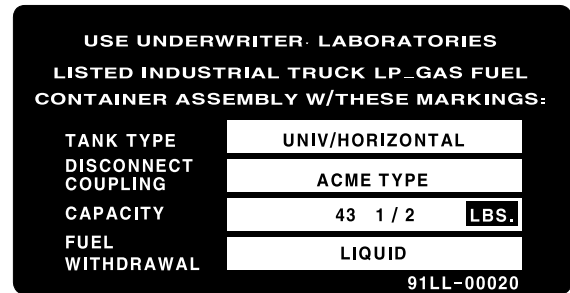 USE UNDERWRITER LABORATORIES
LISTED INDUSTRIAL TRUCK LP_GAS FUEL
CONTAINER ASSEMBLY W/THESE MARKINGS:
TANK TYPE UNIV/HORIZONTAL
DISCONNECT
COUPLING ACME TYPE
CAPACITY 43 1/2 LBS.
FUEL
WITHDRAWAL LIQUID
91LL-00020